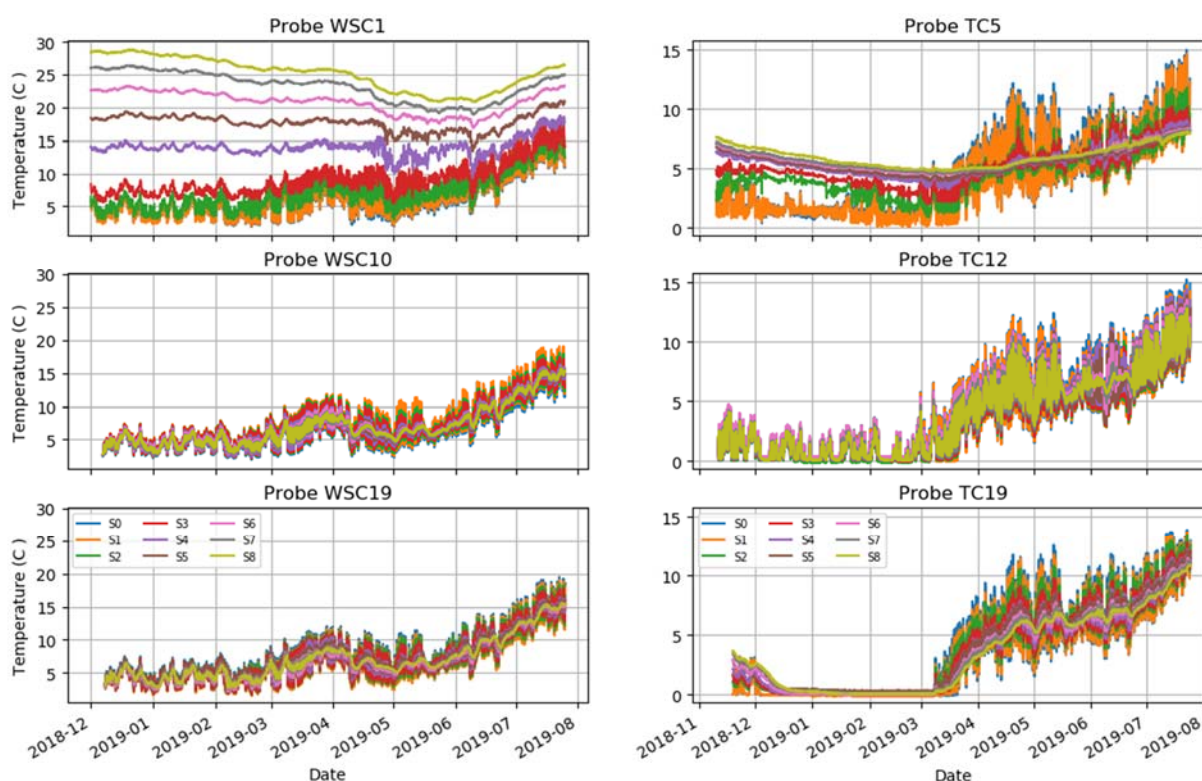 Probe WSC1
Probe TC5
Temperature (C )
30
25
20
15
10
5
15
10
5
0
Probe WSC10
Probe TC12
Temperature (C )
30
25
20
15
10
5
15
10
5
0
Probe WSC19
Probe TC19
Temperature (C )
30
25
20
15
10
5
S0 S3 S6
S1 S4 S7
S2 S5 S8
15
10
5
0
S0 S3 S6
S1 S4 S7
S2 S5 S8
2018-12 2019-01 2019-02 2019-03 2019-04 2019-05 2019-06 2019-07 2019-08
2018-11 2018-12 2019-01 2019-02 2019-03 2019-04 2019-05 2019-06 2019-07 2019-08
Date
Date